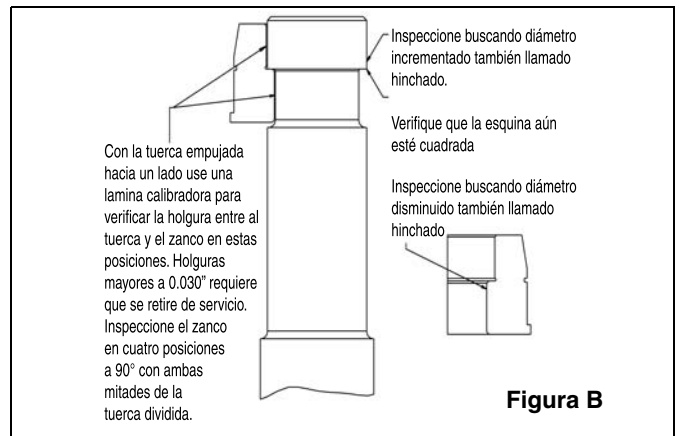 Inspeccione buscando diámetro
incrementado también llamado
hinchado.
Verifique que la esquina aún
esté cuadrada
Inspeccione buscando diámetro
disminuido también llamado
hinchado
Con la tuerca empujada
hacia un lado use una
lamina calibradora para
verificar la holgura entre al
tuerca y el zanco en estas
posiciones. Holguras
mayores a 0.030” requiere
que se retire de servicio.
Inspeccione el zanco
en cuatro posiciones
a 90° con ambas
mitades de la
tuerca dividida.
Figura B